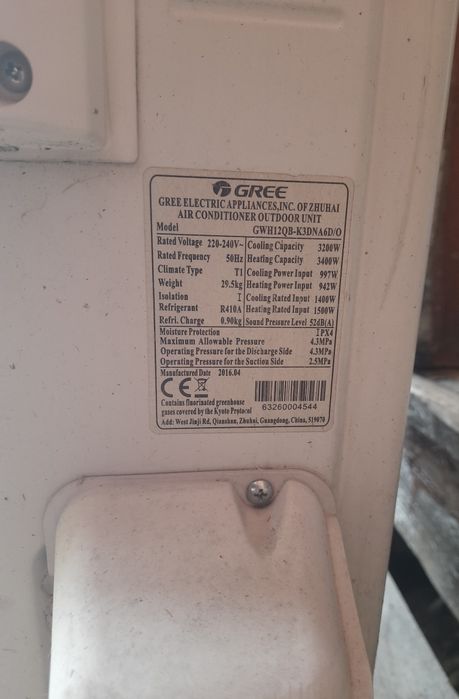 GREE
GREE ELECTRIC APPLIANCES,INC. OF ZHUHAI
AIR CONDITIONER OUTDOOR UNIT
Model GWH12QB-K3DNA6D/O
Rated Voltage 220-240V~ Cooling Capacity 3200W
Rated Frequency 50Hz Heating Capacity 3400W
Climate Type T1 Cooling Power Input 997W
Weight 29.5kg Heating Power Input 942W
Isolation I Cooling Rated Input 1400W
Refrigerant R410A Heating Rated Input 1500W
Refri. Charge 0.90kg Sound Pressure Level 52dB(A)
Moisture Protection IPX4
Maximum Allowable Pressure 4.3MPa
Operating Pressure for the Discharge Side 4.3MPa
Operating Pressure for the Suction Side 2.5MPa
Manufactured Date 2016.04
CE
Contains fluorinated greenhouse
gases covered by the Kyoto Protocol
63260004544
Add: West Jinji Rd, Qianshan, Zhuhai, Guangdong, China, 519070